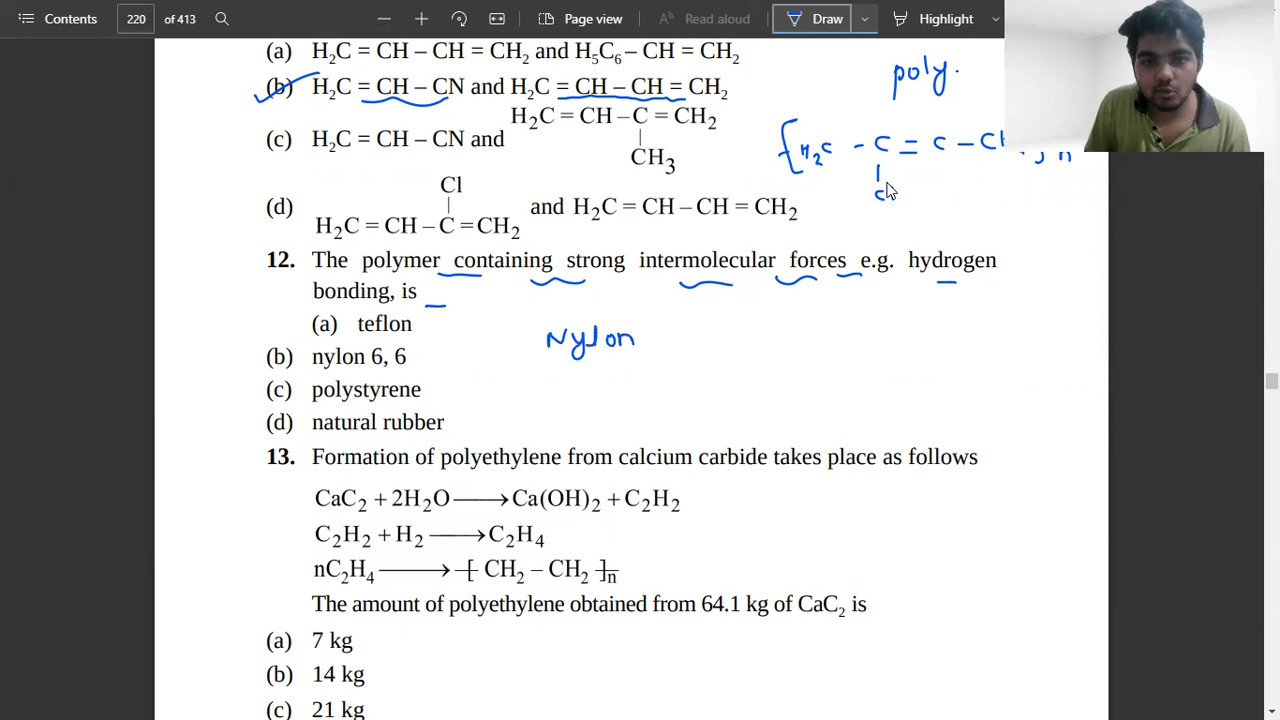 Contents 220 of 413 Page view Read aloud Draw Highlight
(a) H₂C = CH – CH = CH₂ and H₅C₆ – CH = CH₂
poly.
(b) H₂C = CH – CN and H₂C = CH – CH = CH₂
H₂C = CH – C = CH₂
|
(c) H₂C = CH – CN and
CH₃
[H₂C - C = C - CH
|
C
Cl
|
(d) H₂C = CH – C = CH₂ and H₂C = CH – CH = CH₂
12. The polymer containing strong intermolecular forces e.g. hydrogen
bonding, is
(a) teflon
Nylon
(b) nylon 6, 6
(c) polystyrene
(d) natural rubber
13. Formation of polyethylene from calcium carbide takes place as follows
CaC₂ + 2H₂O ⟶ Ca(OH)₂ + C₂H₂
C₂H₂ + H₂ ⟶ C₂H₄
nC₂H₄ ⟶ -[ CH₂ – CH₂ ]-n
The amount of polyethylene obtained from 64.1 kg of CaC₂ is
(a) 7 kg
(b) 14 kg
(c) 21 kg